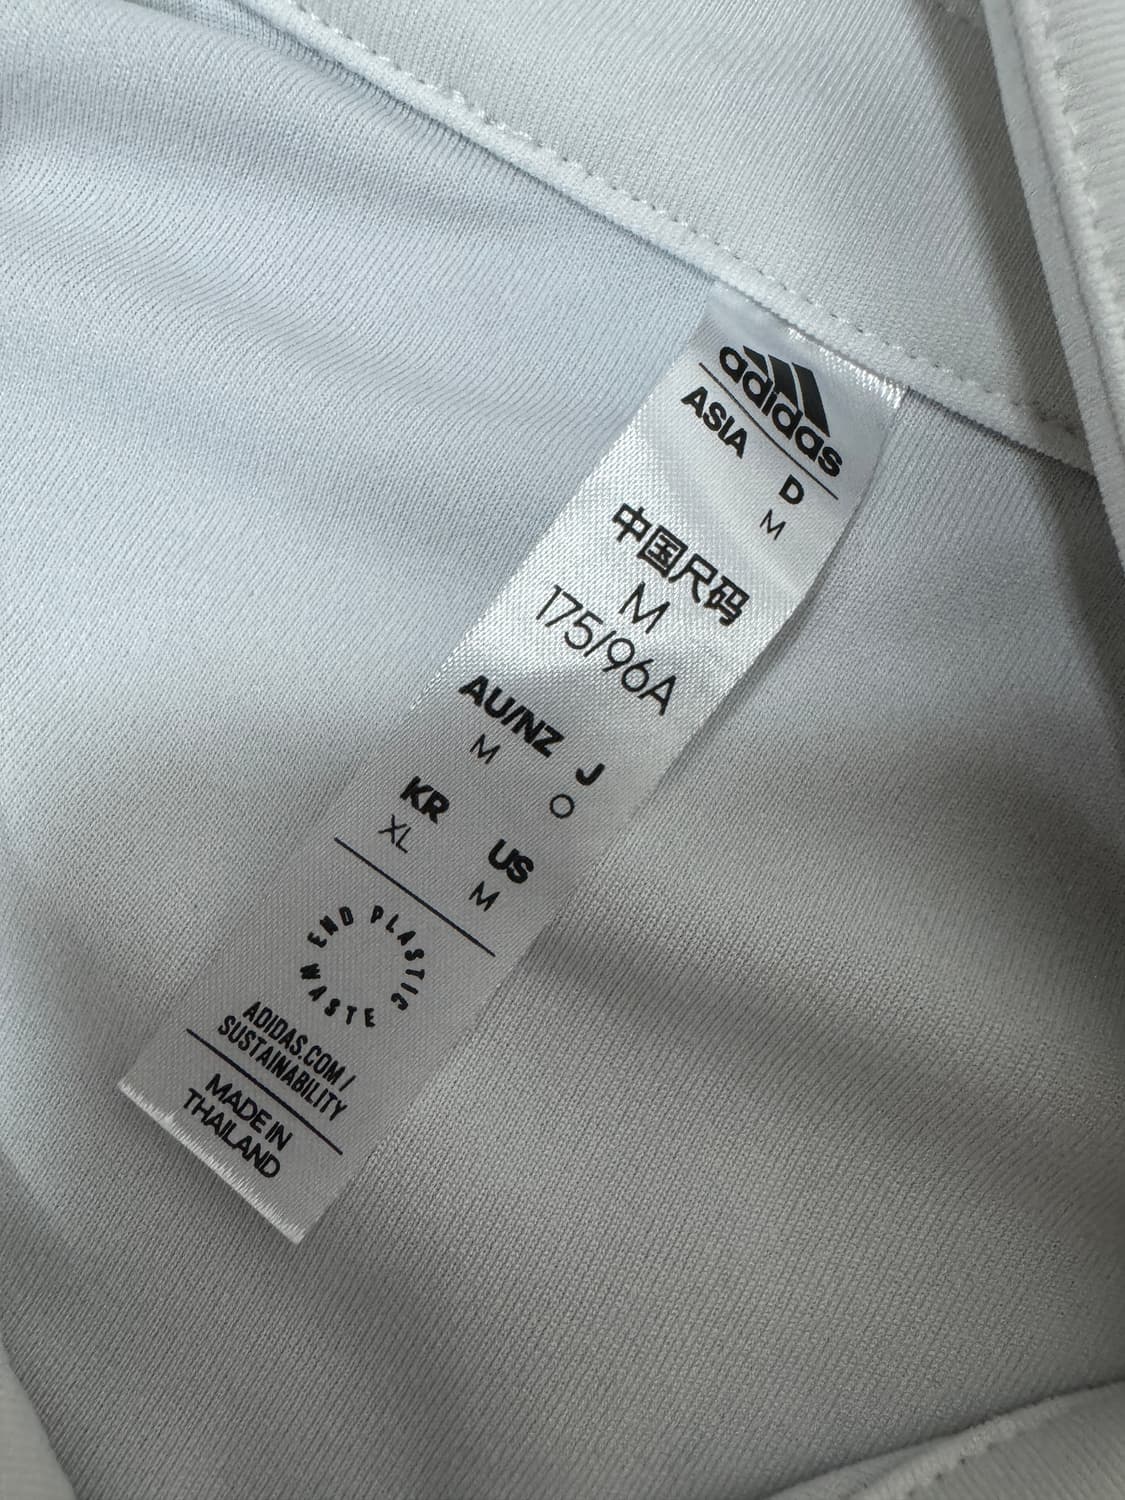 adidas
ASIA D
M
中国尺码
M
175/96A
AU/NZ J
M O
KR US
XL M
END PLASTIC WASTE
ADIDAS.COM/
SUSTAINABILITY
MADE IN
THAILAND